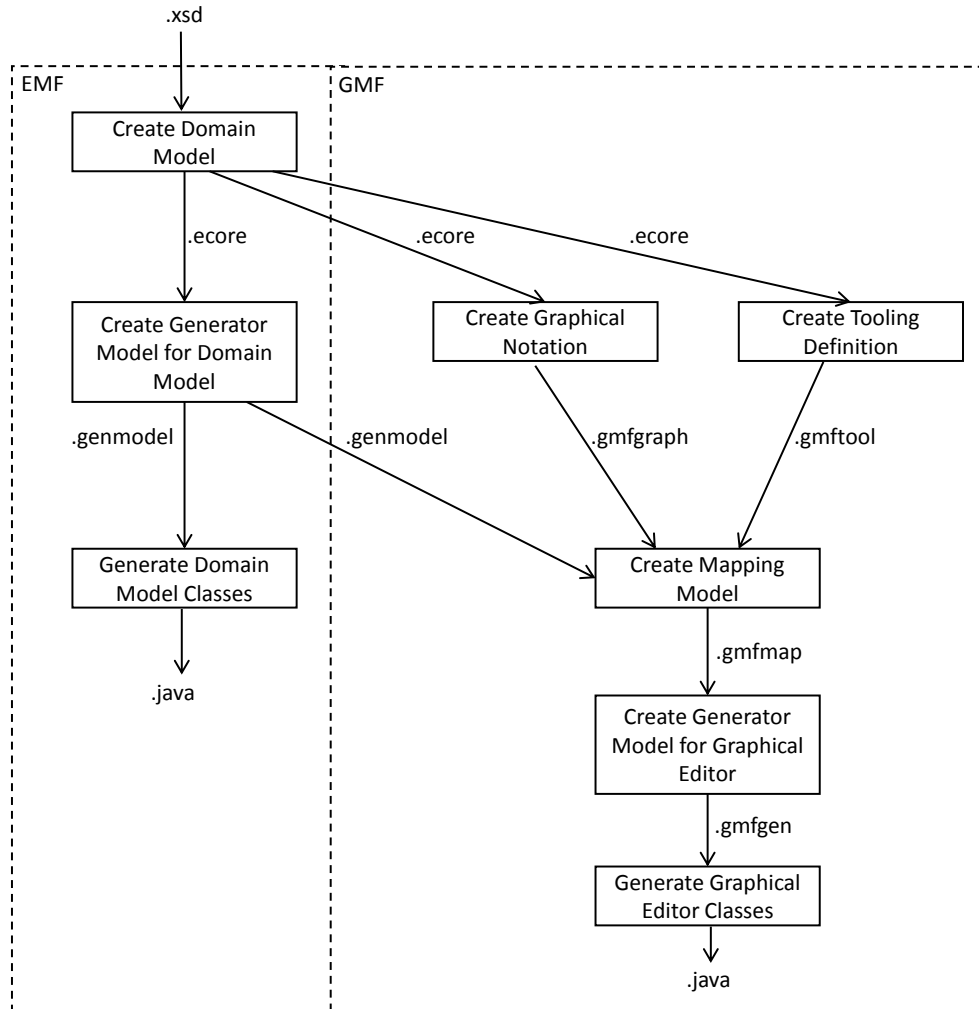 .xsd
EMF
GMF
Create Domain
Model
.ecore
.ecore
.ecore
Create Generator
Model for Domain
Model
Create Graphical
Notation
Create Tooling
Definition
.genmodel
.genmodel
.gmfgraph
.gmftool
Generate Domain
Model Classes
Create Mapping
Model
.gmfmap
.java
Create Generator
Model for Graphical
Editor
.gmfgen
Generate Graphical
Editor Classes
.java